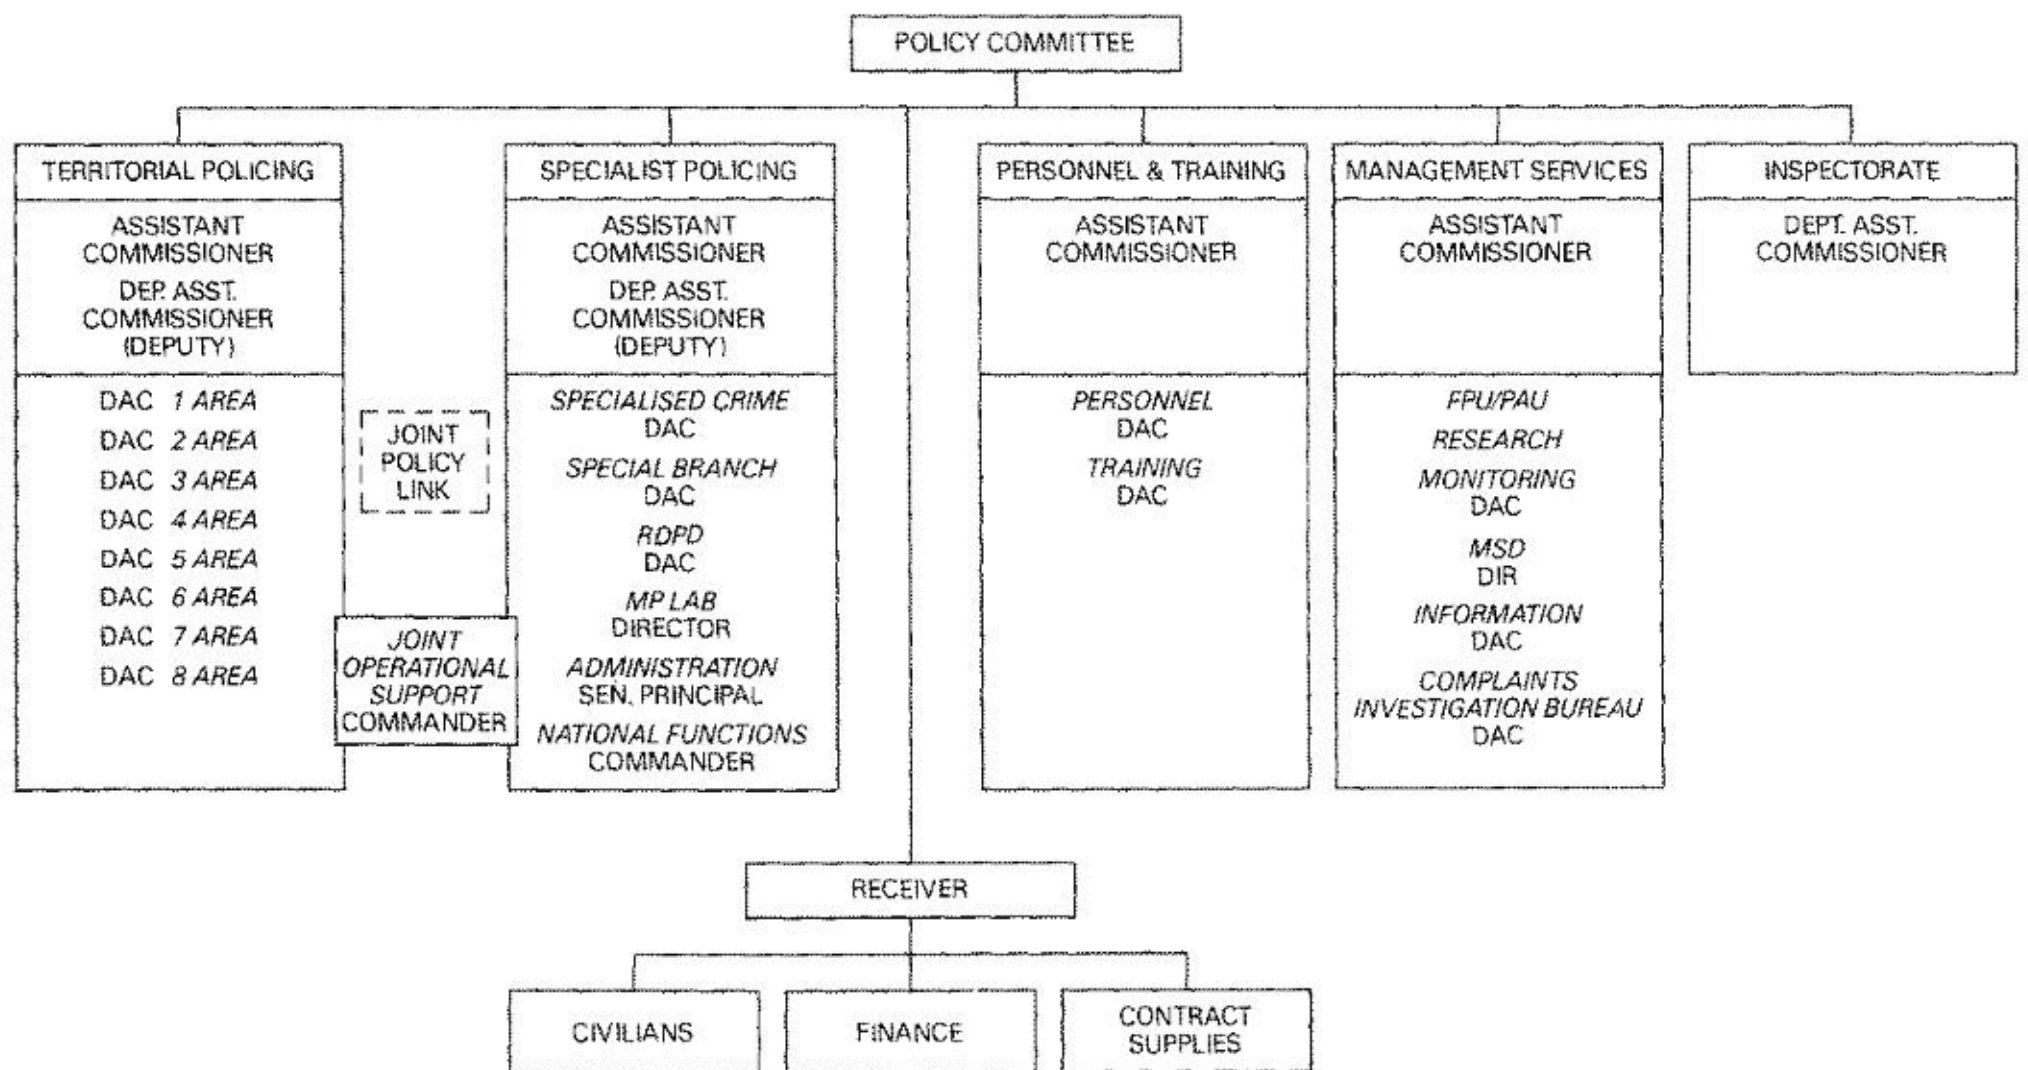 POLICY COMMITTEE
TERRITORIAL POLICING
ASSISTANT
COMMISSIONER
DEP. ASST.
COMMISSIONER
(DEPUTY)
DAC 1 AREA
DAC 2 AREA
DAC 3 AREA
DAC 4 AREA
DAC 5 AREA
DAC 6 AREA
DAC 7 AREA
DAC 8 AREA
JOINT
POLICY
LINK
JOINT
OPERATIONAL
SUPPORT
COMMANDER
SPECIALIST POLICING
ASSISTANT
COMMISSIONER
DEP. ASST.
COMMISSIONER
(DEPUTY)
SPECIALISED CRIME
DAC
SPECIAL BRANCH
DAC
RDPD
DAC
MP LAB
DIRECTOR
ADMINISTRATION
SEN. PRINCIPAL
NATIONAL FUNCTIONS
COMMANDER
PERSONNEL & TRAINING
ASSISTANT
COMMISSIONER
PERSONNEL
DAC
TRAINING
DAC
MANAGEMENT SERVICES
ASSISTANT
COMMISSIONER
FPU/PAU
RESEARCH
MONITORING
DAC
MSD
DIR
INFORMATION
DAC
COMPLAINTS
INVESTIGATION BUREAU
DAC
INSPECTORATE
DEPT. ASST.
COMMISSIONER
RECEIVER
CIVILIANS
FINANCE
CONTRACT
SUPPLIES